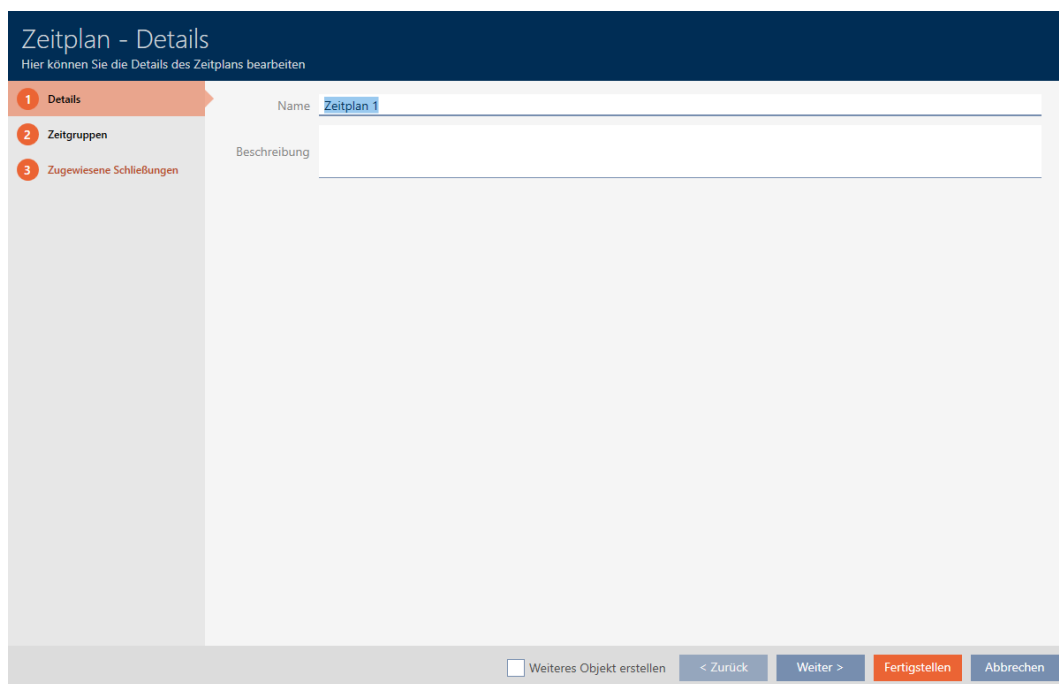 Zeitplan - Details
Hier können Sie die Details des Zeitplans bearbeiten
1 Details
2 Zeitgruppen
3 Zugewiesene Schließungen
Name Zeitplan 1
Beschreibung
Weiteres Objekt erstellen < Zurück Weiter > Fertigstellen Abbrechen